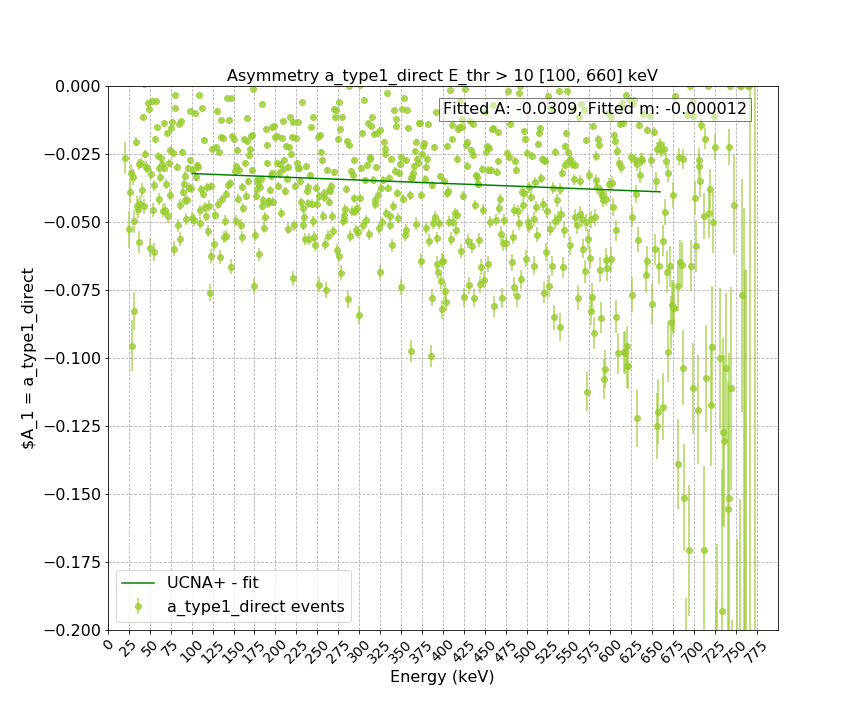 Asymmetry a_type1_direct E_thr > 10 [100, 660] keV
Fitted A: -0.0309, Fitted m: -0.000012
0.000
−0.025
−0.050
−0.075
−0.100
−0.125
−0.150
−0.175
−0.200
$A_1 = a_type1_direct
UCNA+ - fit
a_type1_direct events
0 25 50 75 100 125 150 175 200 225 250 275 300 325 350 375 400 425 450 475 500 525 550 575 600 625 650 675 700 725 750 775
Energy (keV)